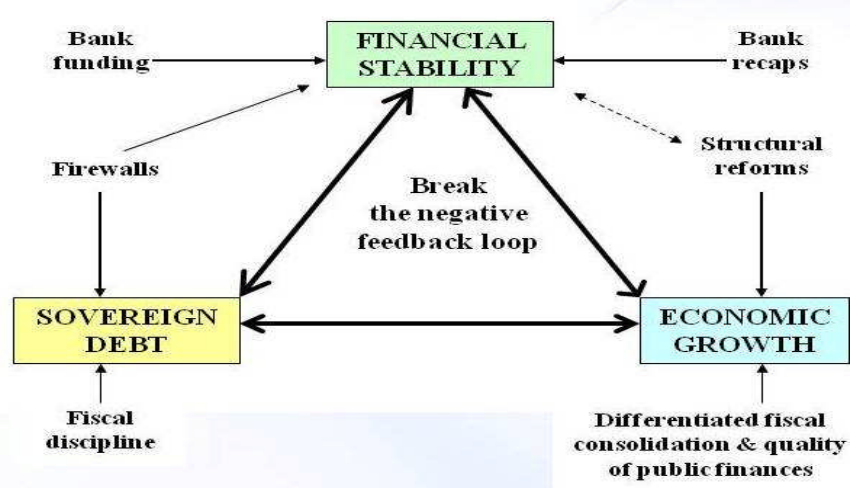 Bank
funding
FINANCIAL
STABILITY
Bank
recaps
Firewalls
Structural
reforms
Break
the negative
feedback loop
SOVEREIGN
DEBT
ECONOMIC
GROWTH
Fiscal
discipline
Differentiated fiscal
consolidation & quality
of public finances